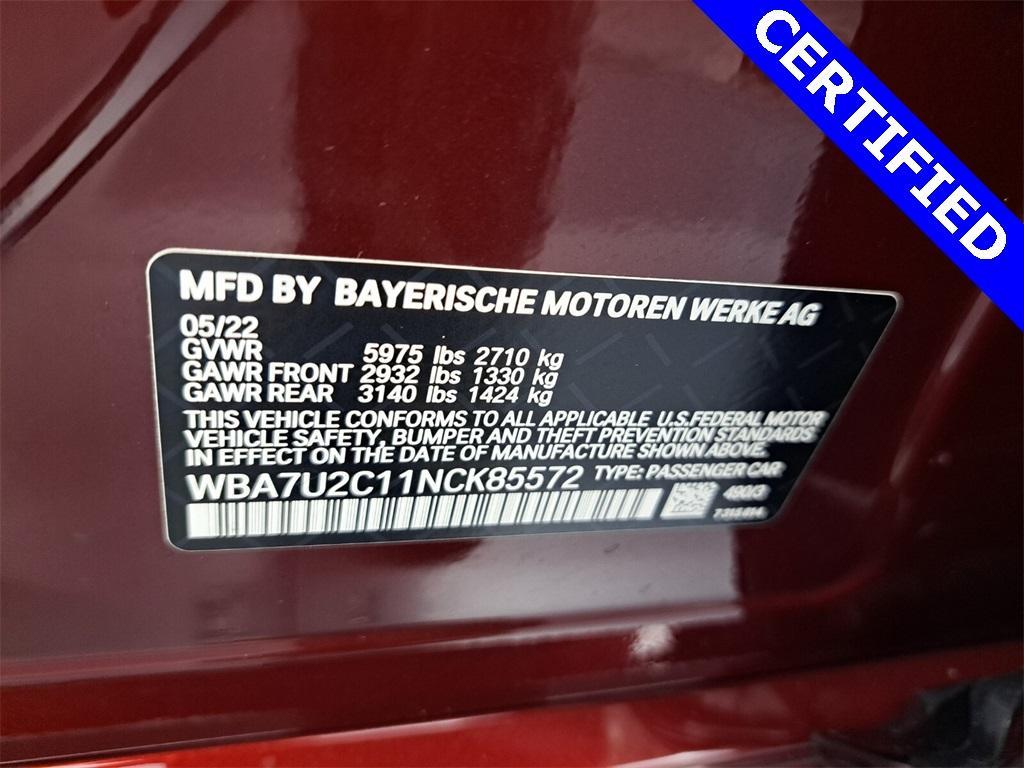 CERTIFIED
MFD BY BAYERISCHE MOTOREN WERKE AG
05/22
GVWR 5975 lbs 2710 kg
GAWR FRONT 2932 lbs 1330 kg
GAWR REAR 3140 lbs 1424 kg
THIS VEHICLE CONFORMS TO ALL APPLICABLE U.S.FEDERAL MOTOR
VEHICLE SAFETY, BUMPER AND THEFT PREVENTION STANDARDS
IN EFFECT ON THE DATE OF MANUFACTURE SHOWN ABOVE.
WBA7U2C11NCK85572 TYPE: PASSENGER CAR
490/3